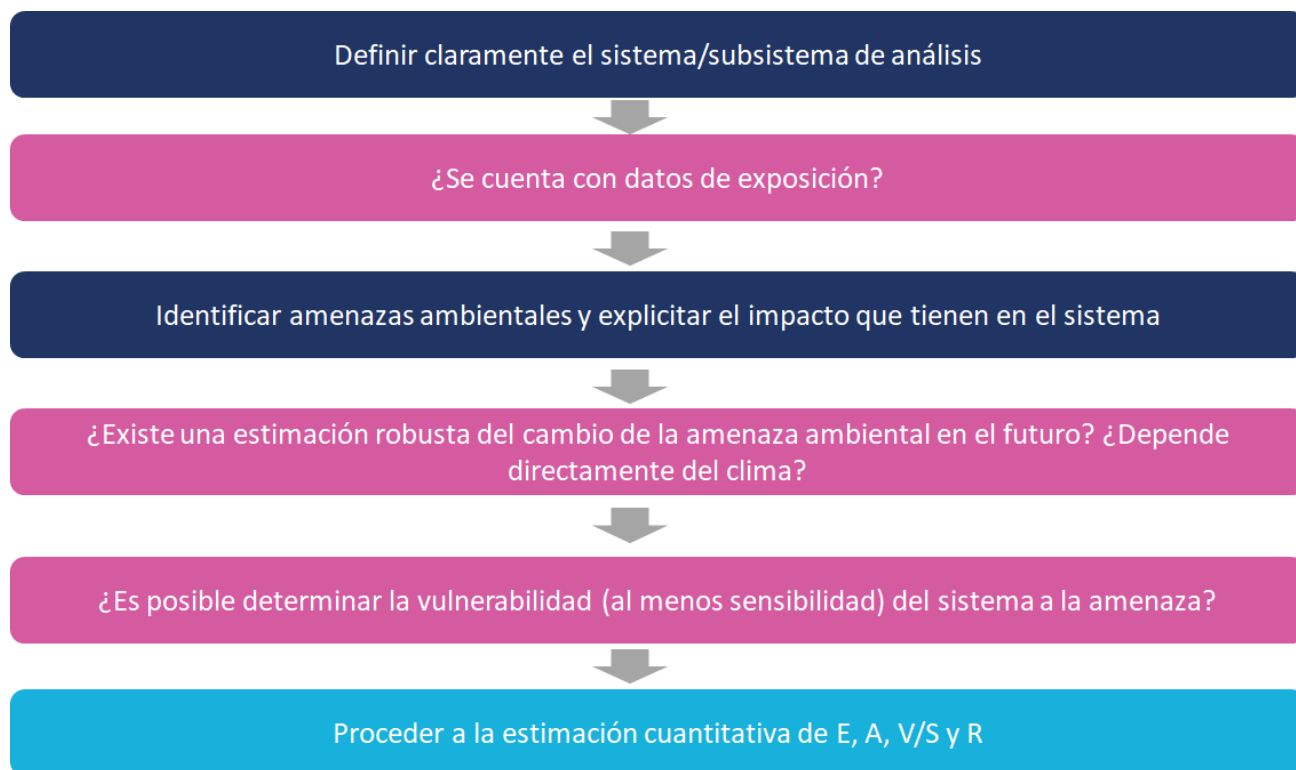 Definir claramente el sistema/subsistema de análisis
¿Se cuenta con datos de exposición?
Identificar amenazas ambientales y explicitar el impacto que tienen en el sistema
¿Existe una estimación robusta del cambio de la amenaza ambiental en el futuro? ¿Depende
directamente del clima?
¿Es posible determinar la vulnerabilidad (al menos sensibilidad) del sistema a la amenaza?
Proceder a la estimación cuantitativa de E, A, V/S y R